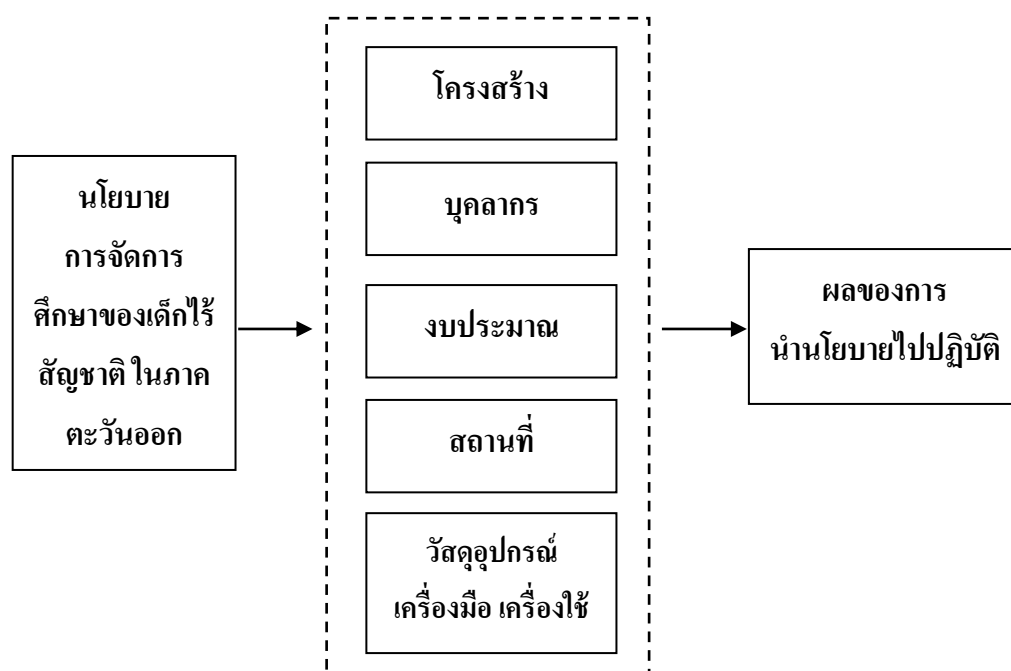 นโยบาย
การจัดการ
ศึกษาของเด็กไร้
สัญชาติ ในภาค
ตะวันออก
โครงสร้าง
บุคลากร
งบประมาณ
สถานที่
วัสดุอุปกรณ์
เครื่องมือ เครื่องใช้
ผลของการ
นำนโยบายไปปฏิบัติ